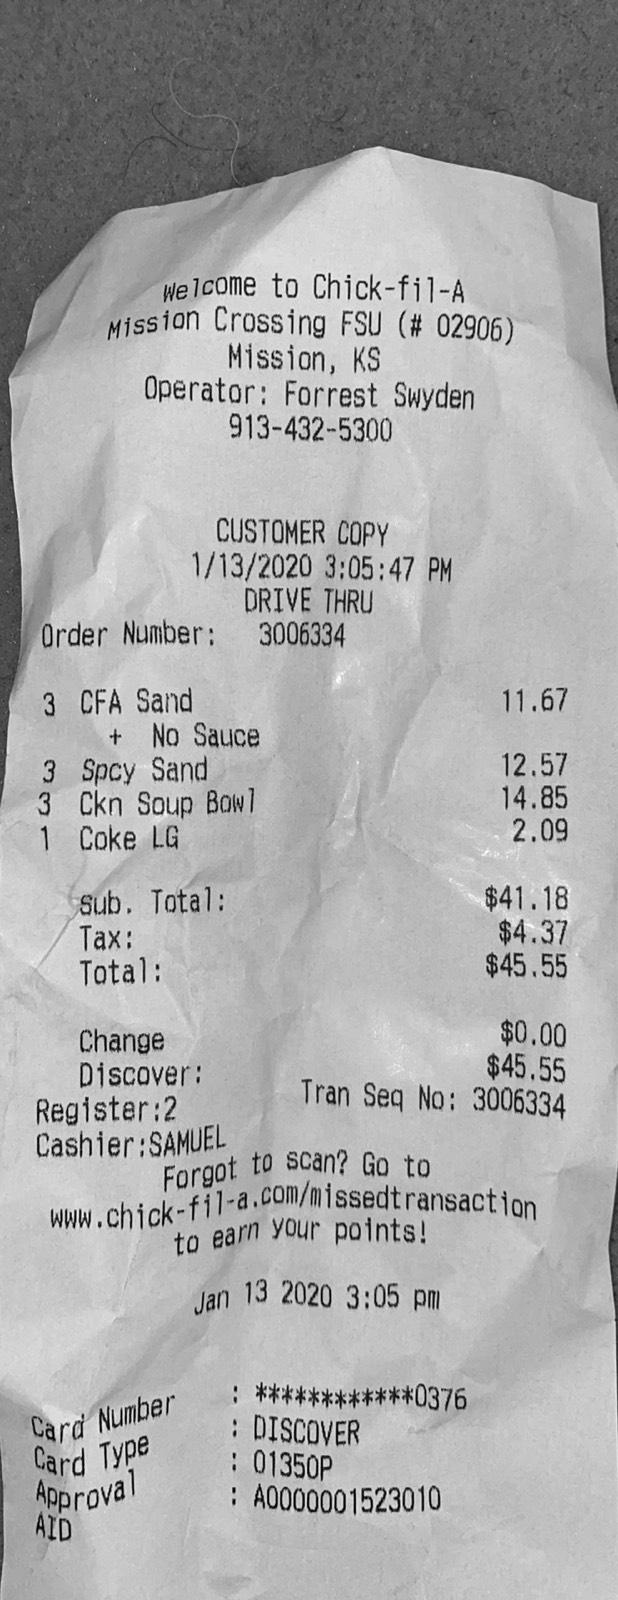 Welcome to Chick-fil-A
Mission Crossing FSU (# 02906)
Mission, KS
Operator: Forrest Swyden
913-432-5300
CUSTOMER COPY
1/13/2020 3:05:47 PM
DRIVE THRU
Order Number: 3006334
3 CFA Sand 11.67
+ No Sauce
3 Spcy Sand 12.57
3 Ckn Soup Bowl 14.85
1 Coke LG 2.09
Sub. Total: $41.18
Tax: $4.37
Total: $45.55
Change $0.00
Discover: $45.55
Register:2 Tran Seq No: 3006334
Cashier:SAMUEL
Forgot to scan? Go to
www.chick-fil-a.com/missedtransaction
to earn your points!
Jan 13 2020 3:05 pm
Card Number : ************0376
Card Type : DISCOVER
Approval : 01350P
AID : A0000001523010